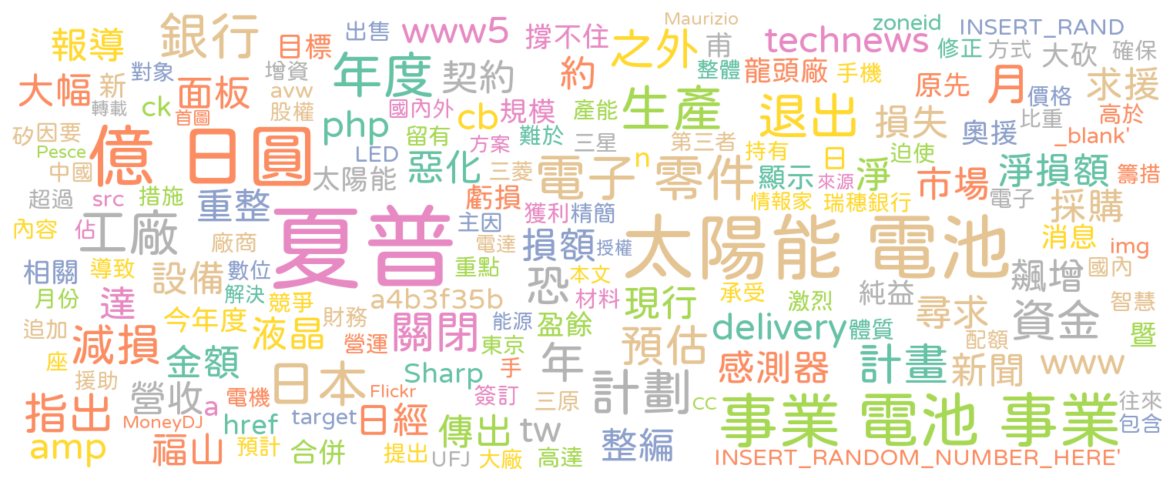 Maurizio
zoneid
INSERT_RAND
報導
銀行
目標
出售
www5
撐不住
之外
甫
technews
修正
方式
大砍
確保
大幅
新
對象
增資
年度
契約
約
整體
龍頭廠
手機
原先
月
價格
求援
轉載
ck
面板
avw
股權
國內外
cb
規模
產能
生產
退出
損失
奧援
比重
高於
矽
因要
首圖
億 日圓
php
留有
方案
難於
三星
第三者
持有
日
迫使
_blank'
Pesce
LED
惡化
三菱
電子
n
零件
顯示
淨
淨損額
籌措
中國
太陽能
來源
市場
電子
超過
src
措施
重整
虧損
獲利
精簡
情報家
瑞穗銀行
採購
內容
佔
工廠
廠商
夏普
主因
電達
損額
授權
太陽能 電池
消息
img
相關
導致
設備
數位
重點
恐
本文
飆增
國內
月份
達
解決
競爭
a4b3f35b
材料
現行
承受
激烈
純益
尋求
資金
智慧
追加
減損
今年度
液晶
財務
營運
關閉
能源
東京
盈餘
預估
delivery
體質
配額
暨
座
援助
金額
日本
Sharp
手
年
感測器
計畫
新聞
www
指出
營收
a
電機
Flickr
簽訂
三原
計劃
cc
事業 電池 事業
往來
包含
MoneyDJ
href
target
日經
傳出
tw
amp
福山
預計
合併
提出
UFJ
大廠
高達
整編
INSERT_RANDOM_NUMBER_HERE'